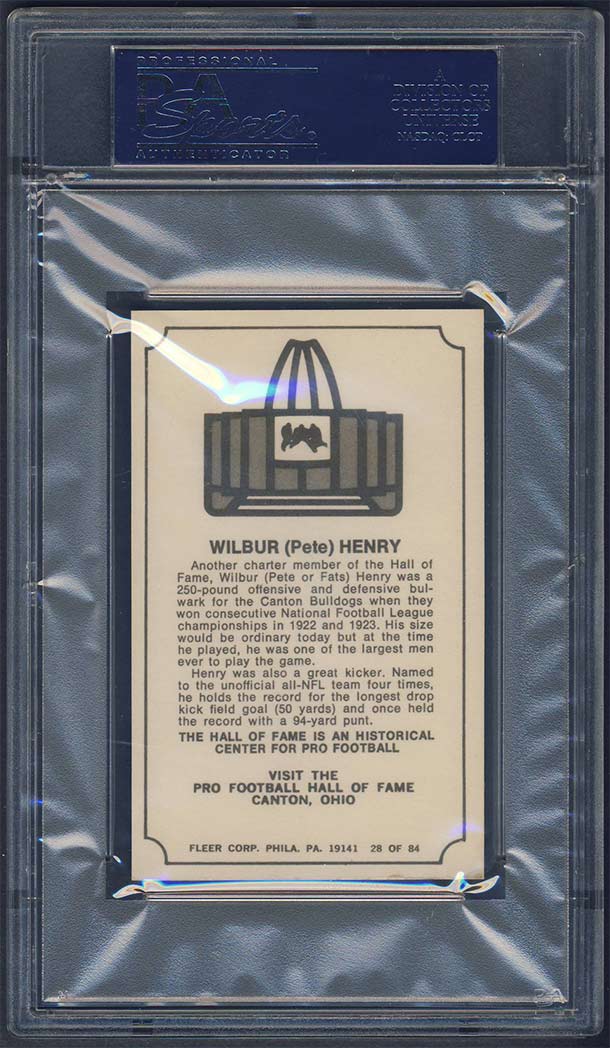 PROFESSIONAL
PSA
Sports.
AUTHENTICATOR
A
DIVISION OF
COLLECTORS
UNIVERSE
NASDAQ: CLCT
WILBUR (Pete) HENRY
Another charter member of the Hall of
Fame, Wilbur (Pete or Fats) Henry was a
250-pound offensive and defensive bul-
wark for the Canton Bulldogs when they
won consecutive National Football League
championships in 1922 and 1923. His size
would be ordinary today but at the time
he played, he was one of the largest men
ever to play the game.
Henry was also a great kicker. Named
to the unofficial all-NFL team four times,
he holds the record for the longest drop
kick field goal (50 yards) and once held
the record with a 94-yard punt.
THE HALL OF FAME IS AN HISTORICAL
CENTER FOR PRO FOOTBALL
VISIT THE
PRO FOOTBALL HALL OF FAME
CANTON, OHIO
FLEER CORP. PHILA. PA. 19141 28 OF 84